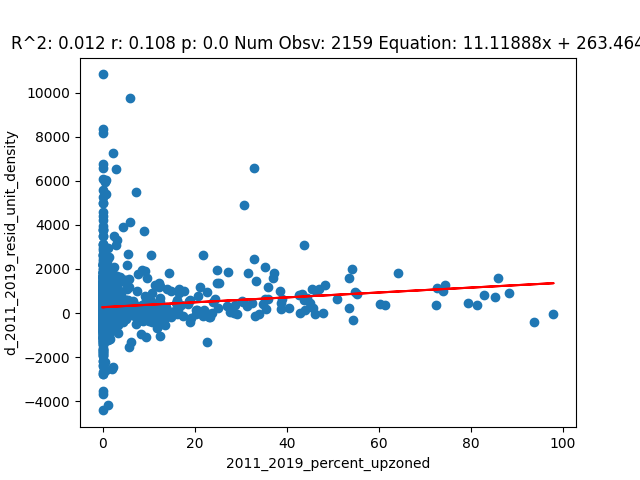 R^2: 0.012 r: 0.108 p: 0.0 Num Obsv: 2159 Equation: 11.11888x + 263.464
10000
8000
6000
4000
2000
0
−2000
−4000
d_2011_2019_resid_unit_density
0 20 40 60 80 100
2011_2019_percent_upzoned